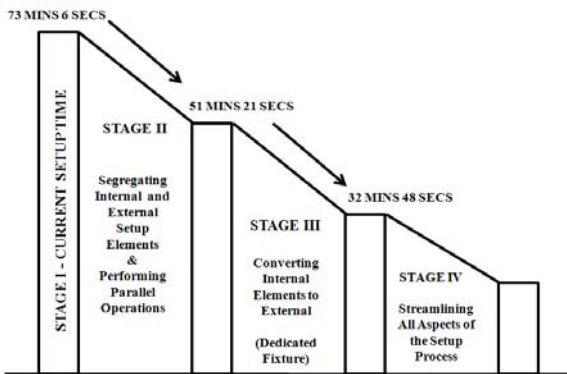 73 MINS 6 SECS
STAGE I - CURRENT SETUP TIME
STAGE II
Segregating
Internal and
External
Setup
Elements
&
Performing
Parallel
Operations
51 MINS 21 SECS
STAGE III
Converting
Internal
Elements to
External
(Dedicated
Fixture)
32 MINS 48 SECS
STAGE IV
Streamlining
All Aspects of
the Setup
Process